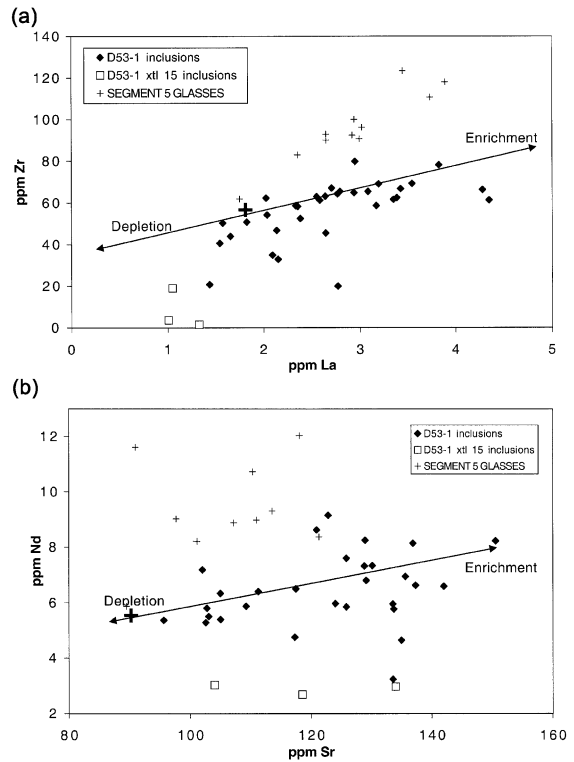 (a)
140
120
100
80
60
40
20
0
ppm Zr
◆ D53-1 inclusions
□ D53-1 xtl 15 inclusions
+ SEGMENT 5 GLASSES
Enrichment
Depletion
0 1 2 3 4 5
ppm La
(b)
12
10
8
6
4
2
ppm Nd
◆ D53-1 inclusions
□ D53-1 xtl 15 inclusions
+ SEGMENT 5 GLASSES
Enrichment
Depletion
80 100 120 140 160
ppm Sr